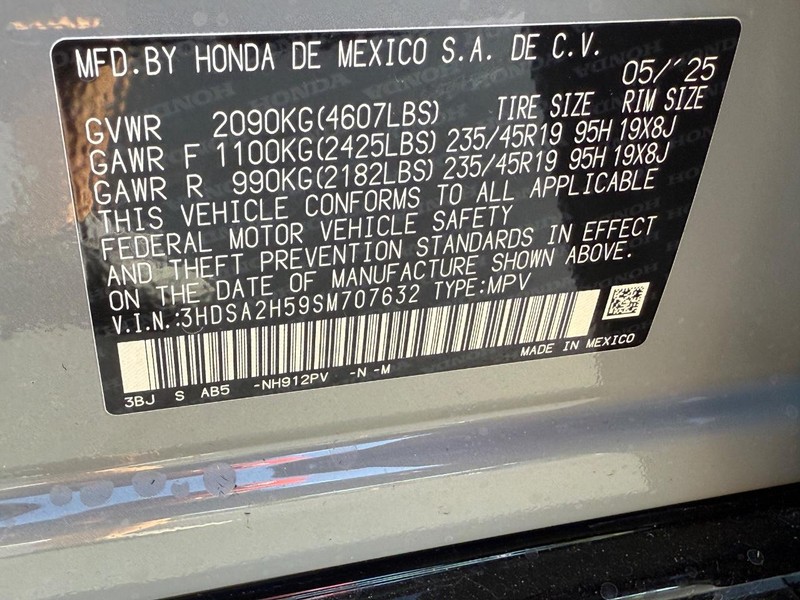 MFD.BY HONDA DE MEXICO S.A. DE C.V.
05/'25
GVWR 2090KG(4607LBS) TIRE SIZE RIM SIZE
GAWR F 1100KG(2425LBS) 235/45R19 95H 19X8J
GAWR R 990KG(2182LBS) 235/45R19 95H 19X8J
THIS VEHICLE CONFORMS TO ALL APPLICABLE
FEDERAL MOTOR VEHICLE SAFETY
AND THEFT PREVENTION STANDARDS IN EFFECT
ON THE DATE OF MANUFACTURE SHOWN ABOVE.
V.I.N.:3HDSA2H59SM707632 TYPE:MPV
MADE IN MEXICO
3BJ S AB5 -NH912PV -N -M